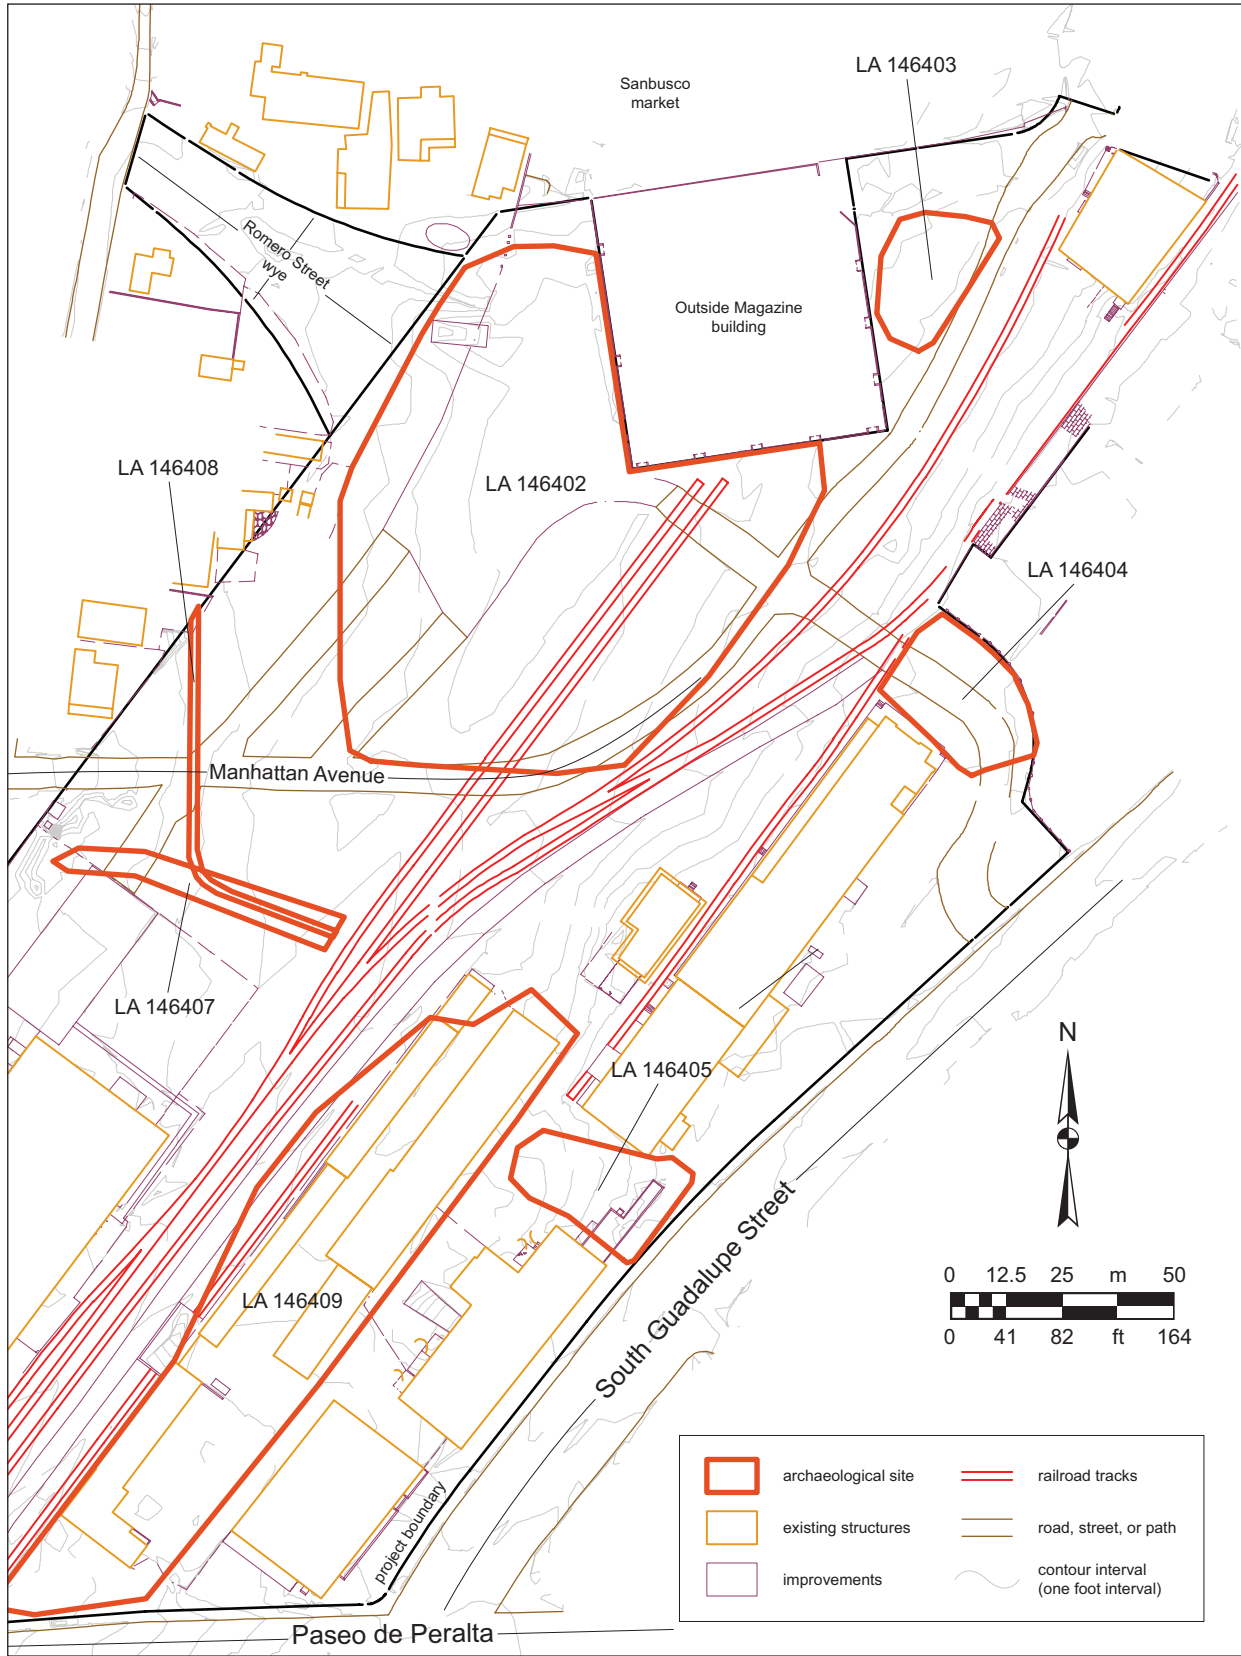 Sanbusco
market
LA 146403
Romero Street
wye
Outside Magazine
building
LA 146408
LA 146402
LA 146404
Manhattan Avenue
LA 146407
N
LA 146405
South Guadalupe Street
0 12.5 25 m 50
0 41 82 ft 164
LA 146409
project boundary
archaeological site
railroad tracks
existing structures
road, street, or path
improvements
contour interval
(one foot interval)
Paseo de Peralta